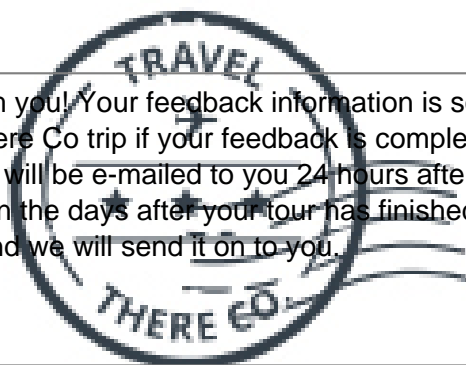 TRAVEL
n you! Your feedback information is s
ere Co trip if your feedback is comple
will be e-mailed to you 24 hours afte
n the days after your tour has finished
nd we will send it on to you.
THERE CO.